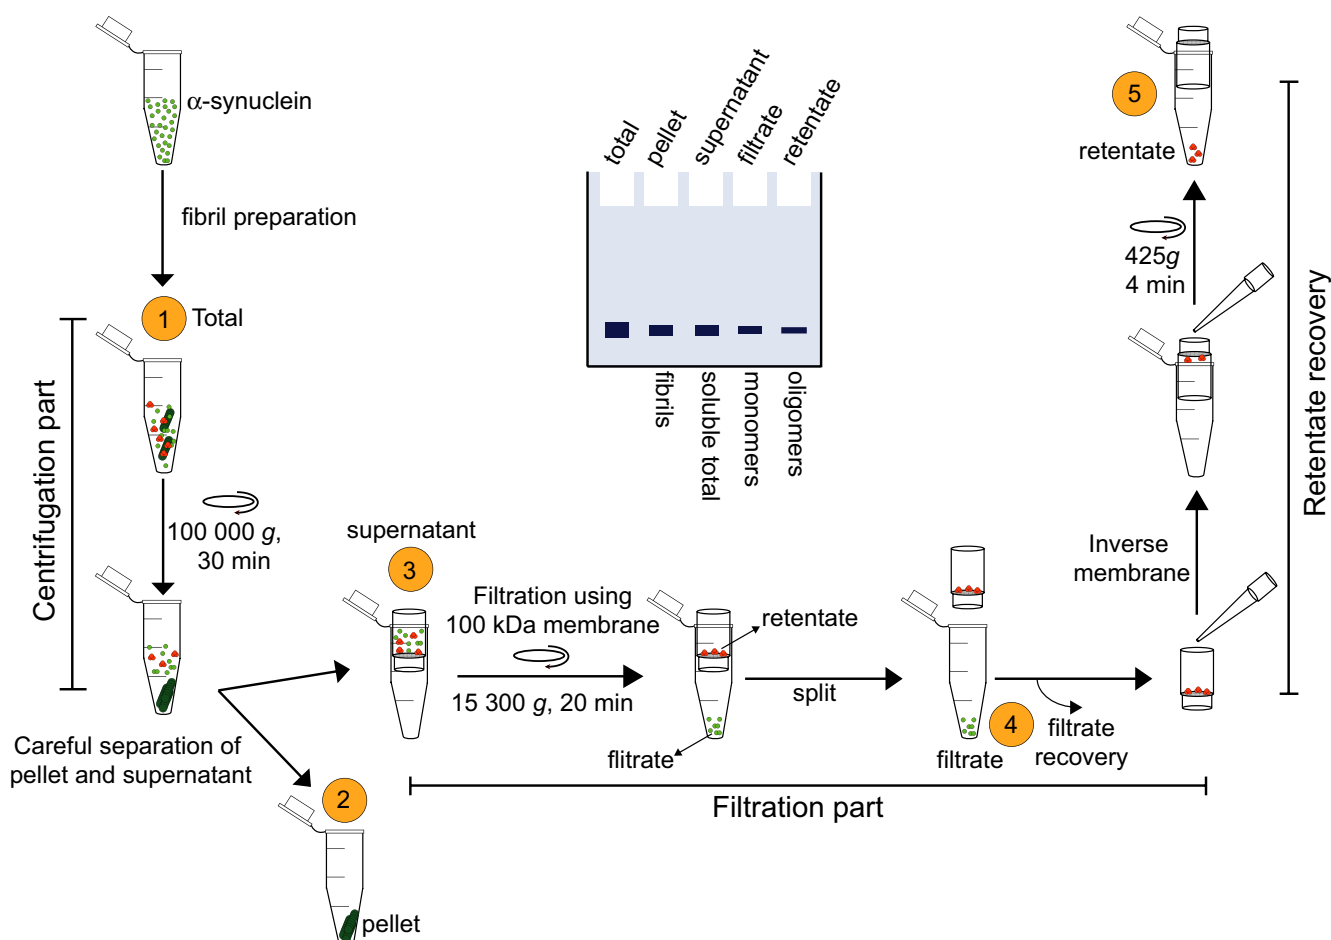 α-synuclein
fibril preparation
1
Total
Centrifugation part
100 000 g,
30 min
Careful separation of
pellet and supernatant
2
pellet
supernatant
3
Filtration using
100 kDa membrane
15 300 g, 20 min
retentate
flitrate
split
4
filtrate
filtrate
recovery
Filtration part
Inverse
membrane
425g
4 min
5
retentate
Retentate recovery
total
pellet
supernatant
filtrate
retentate
fibrils
soluble total
monomers
oligomers